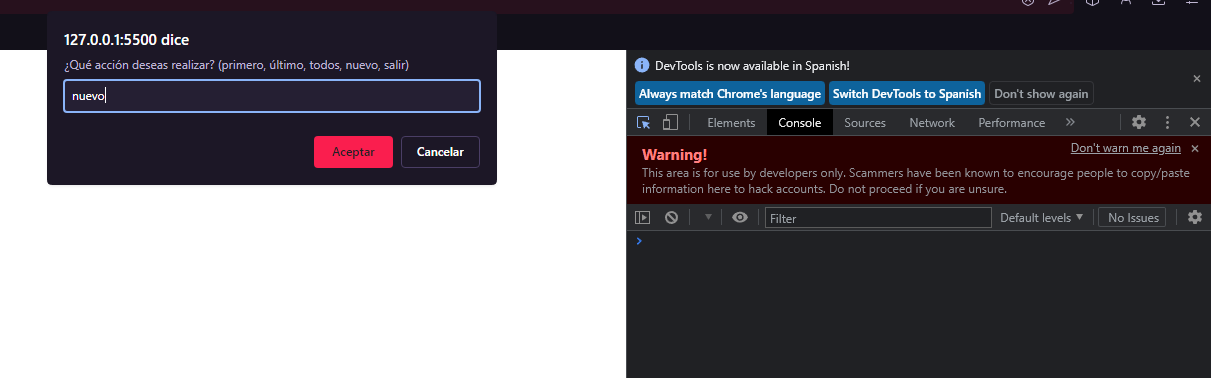 127.0.0.1:5500 dice
¿Qué acción deseas realizar? (primero, último, todos, nuevo, salir)
nuevo
Aceptar
Cancelar
DevTools is now available in Spanish!
Always match Chrome's language
Switch DevTools to Spanish
Don't show again
Elements
Console
Sources
Network
Performance
Warning!
Don't warn me again
This area is for use by developers only. Scammers have been known to encourage people to copy/paste
information here to hack accounts. Do not proceed if you are unsure.
Filter
Default levels
No Issues